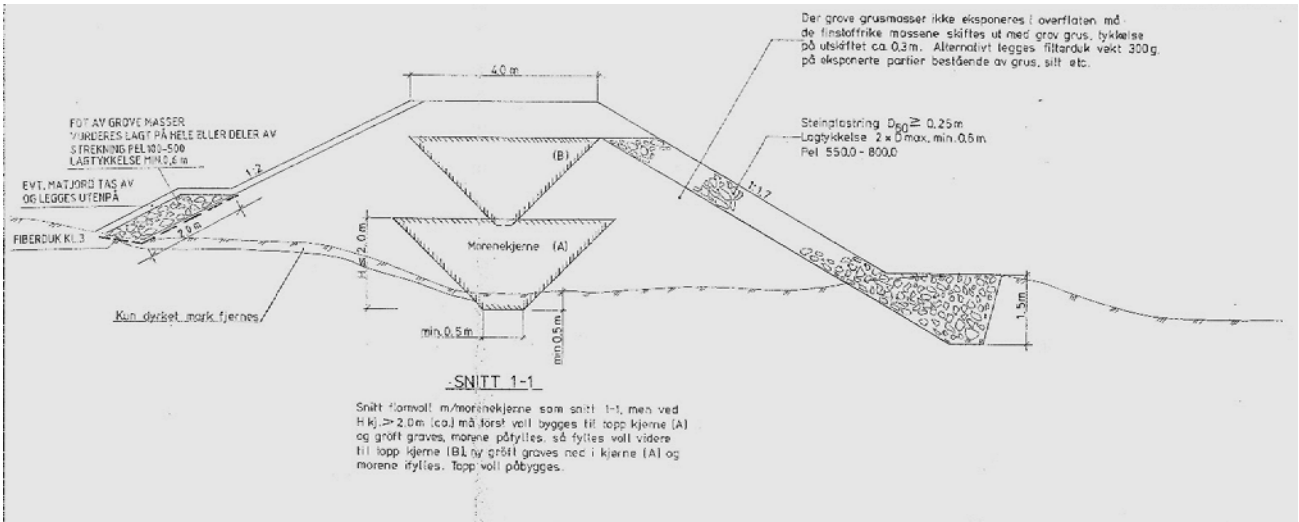 Der grove grusmasser ikke eksponeres i overflaten må
de finstoffrike massene skiftes ut med grov grus, tykkelse
på utskiftet ca 0,3m. Alternativt legges filterduk vekt 300g,
på eksponerte partier bestående av grus, silt etc.
4.0 m
FOT AV GROVE MASSER
VURDERES LAGT PÅ HELE ELLER DELER AV
STREKNING PEL 100-500
LAGTYKKELSE MIN. 0,6 m
Steinplastring D50 ≥ 0,25m
Lagtykkelse 2 x Dmax, min. 0.6m
Pel 550,0 - 800,0
(B)
1:2
1:1,7
EVT. MATJORD TAS AV
OG LEGGES UTENPÅ
2.0 m
FIBERDUK KL.3
H ≤ 2,0m
Morenekjerne (A)
1,5m
Kun dyrket mark fjernes
min. 0.5m
min 0.5m
SNITT 1-1
Snitt flomvoll m/morenekjerne som snitt 1-1, men ved
H kj. > 2.0m (ca.) må først voll bygges til topp kjerne (A)
og grøft graves, morene påfylles, så fylles voll videre
til topp kjerne (B), ny grøft graves ned i kjerne (A) og
morene ifylles. Topp voll påbygges.